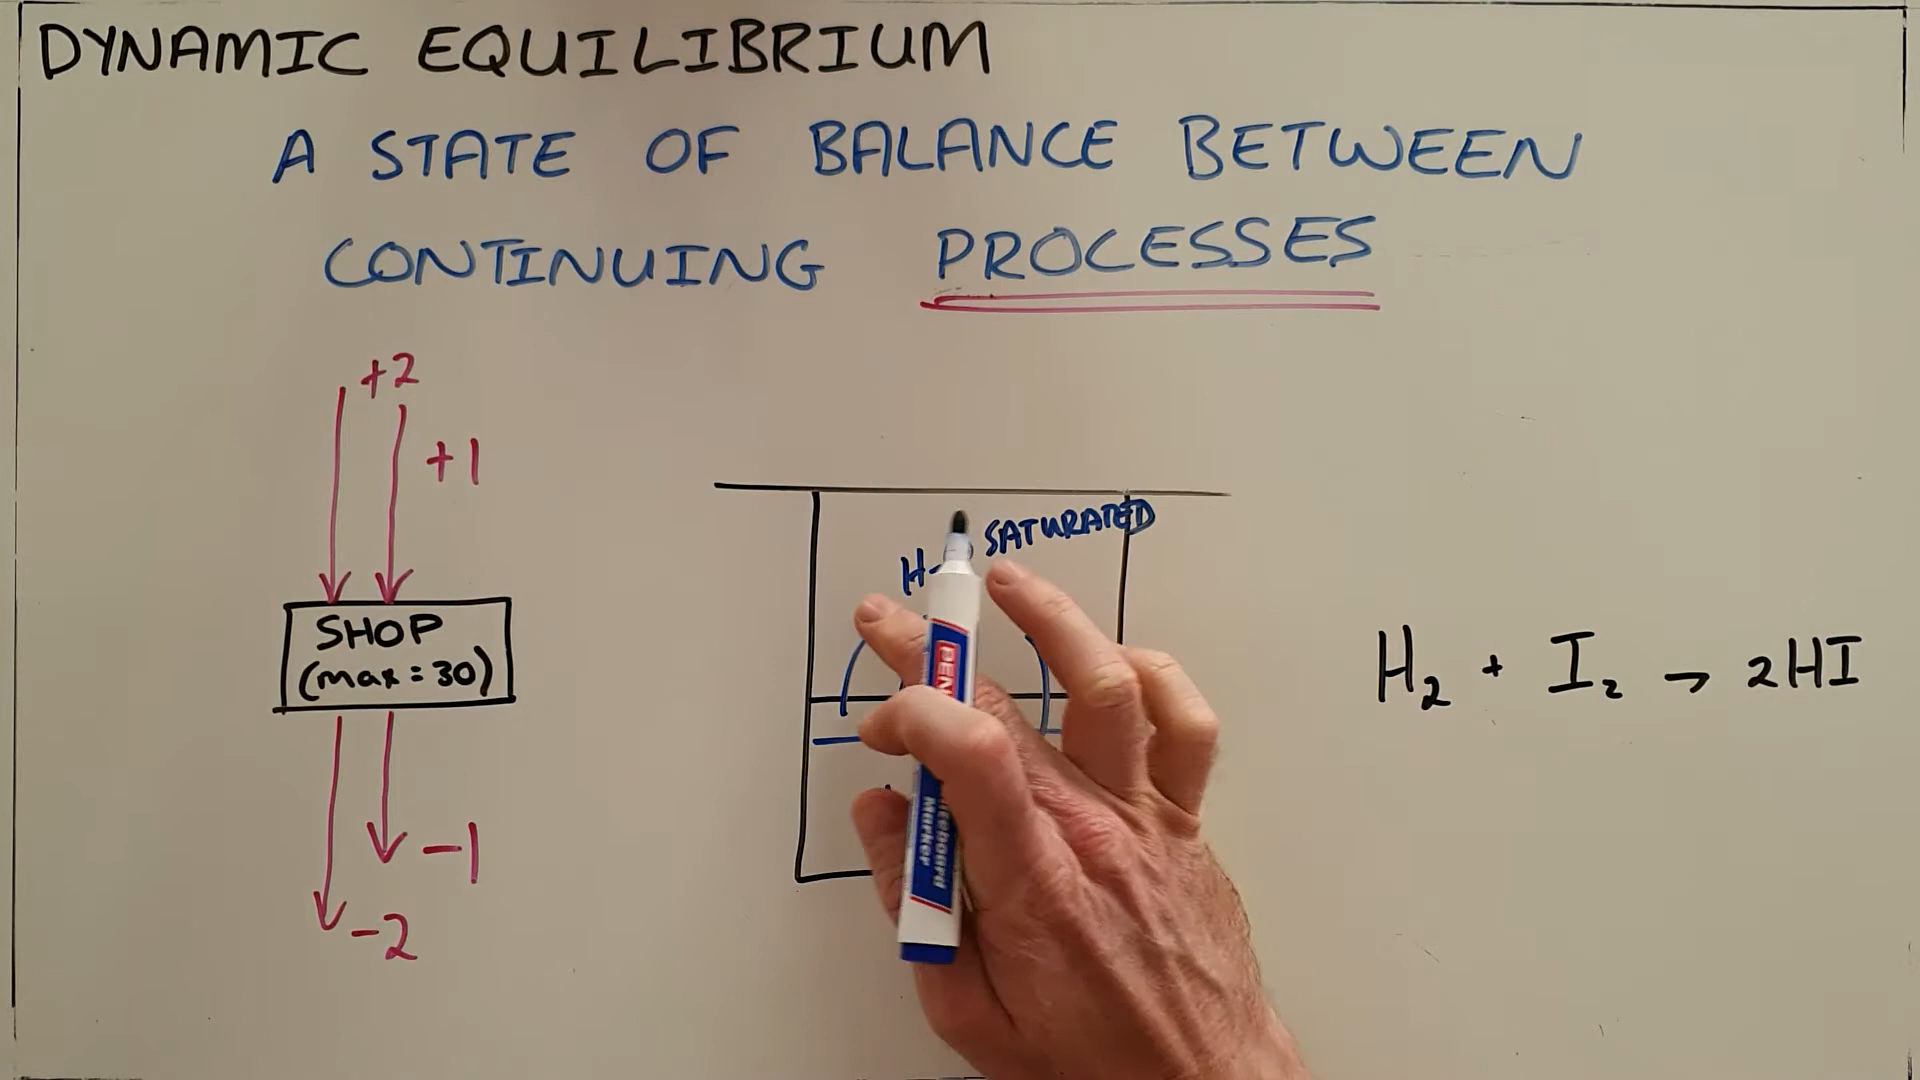 DYNAMIC EQUILIBRIUM
A STATE OF BALANCE BETWEEN
CONTINUING PROCESSES
+2
+1
SHOP
(max = 30)
-1
-2
SATURATED
H₂ + I₂ → 2HI
Marker